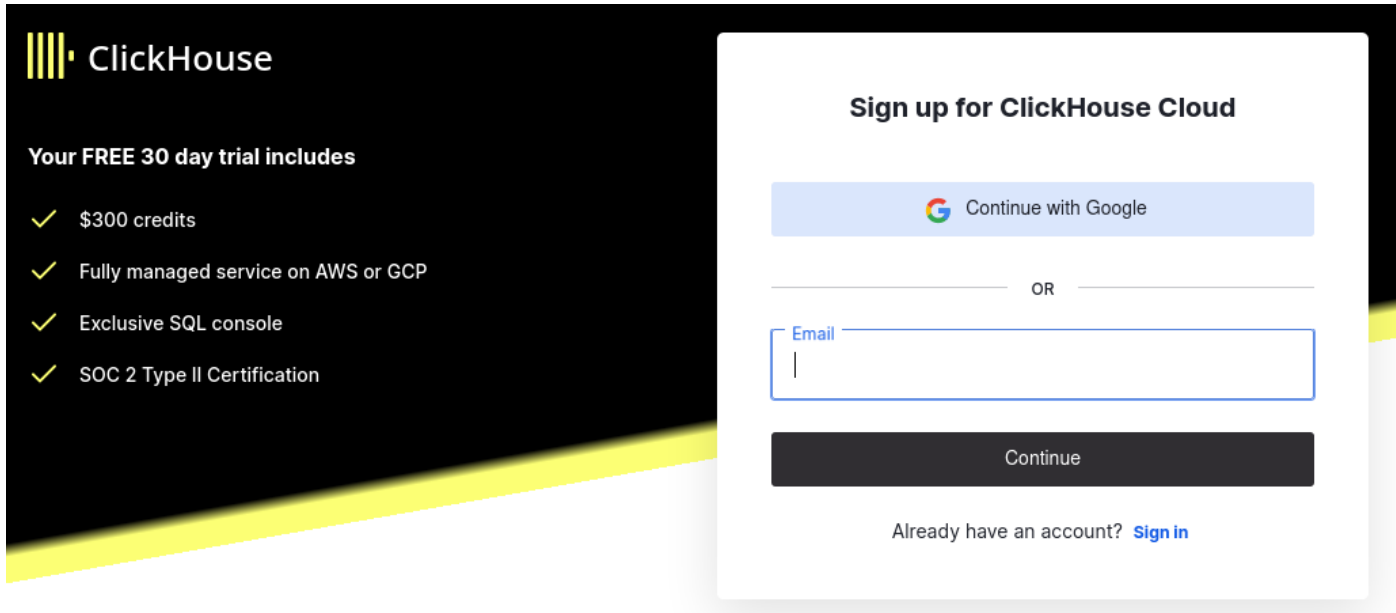 ClickHouse
Your FREE 30 day trial includes
$300 credits
Fully managed service on AWS or GCP
Exclusive SQL console
SOC 2 Type II Certification
Sign up for ClickHouse Cloud
Continue with Google
OR
Email
Continue
Already have an account? Sign in